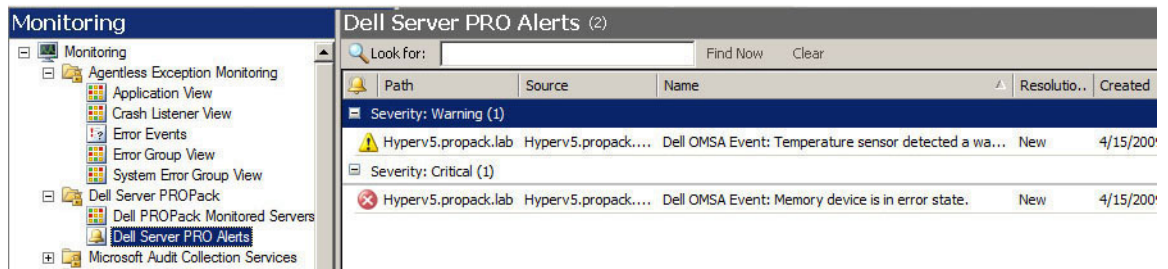 Monitoring
Monitoring
Agentless Exception Monitoring
Application View
Crash Listener View
Error Events
Error Group View
System Error Group View
Dell Server PROPack
Dell PROPack Monitored Servers
Dell Server PRO Alerts
Microsoft Audit Collection Services
Dell Server PRO Alerts (2)
Look for: Find Now Clear
Path Source Name Resolutio.. Created
Severity: Warning (1)
Hyperv5.propack.lab Hyperv5.propack.... Dell OMSA Event: Temperature sensor detected a wa... New 4/15/2009
Severity: Critical (1)
Hyperv5.propack.lab Hyperv5.propack.... Dell OMSA Event: Memory device is in error state. New 4/15/2009